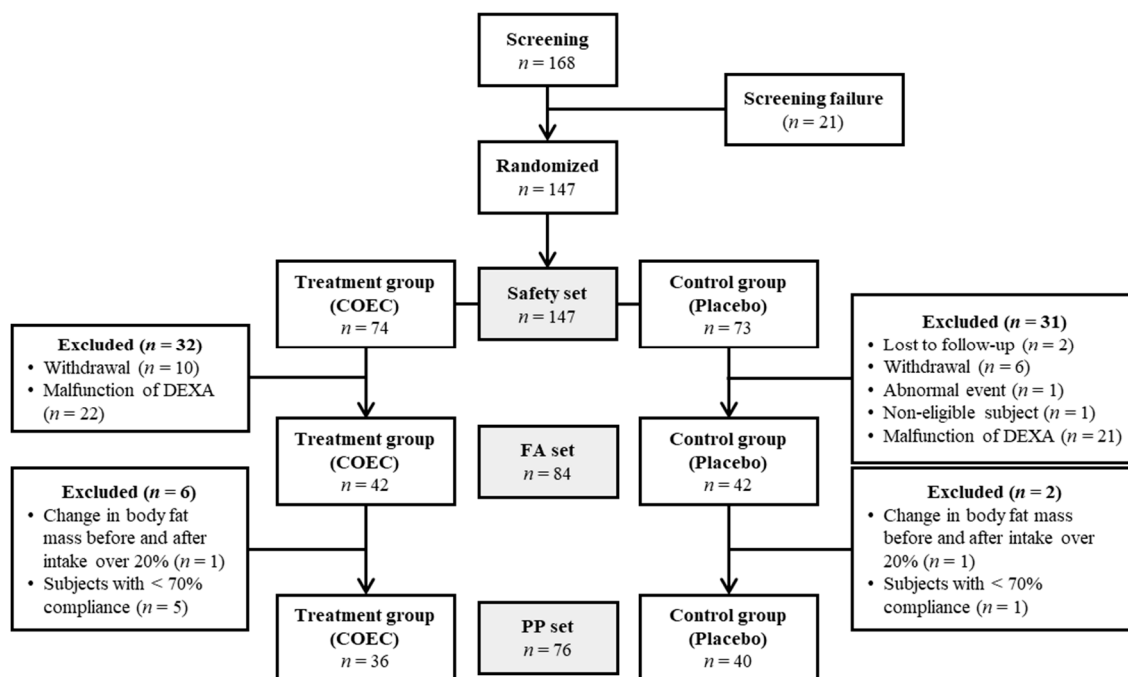 Screening
n = 168
Screening failure
(n = 21)
Randomized
n = 147
Treatment group
(COEC)
n = 74
Safety set
n = 147
Control group
(Placebo)
n = 73
Excluded (n = 32)
• Withdrawal (n = 10)
• Malfunction of DEXA
(n = 22)
Excluded (n = 31)
• Lost to follow-up (n = 2)
• Withdrawal (n = 6)
• Abnormal event (n = 1)
• Non-eligible subject (n = 1)
• Malfunction of DEXA (n = 21)
Treatment group
(COEC)
n = 42
FA set
n = 84
Control group
(Placebo)
n = 42
Excluded (n = 6)
• Change in body fat
mass before and after
intake over 20% (n = 1)
• Subjects with < 70%
compliance (n = 5)
Excluded (n = 2)
• Change in body fat mass
before and after intake over
20% (n = 1)
• Subjects with < 70%
compliance (n = 1)
Treatment group
(COEC)
n = 36
PP set
n = 76
Control group
(Placebo)
n = 40